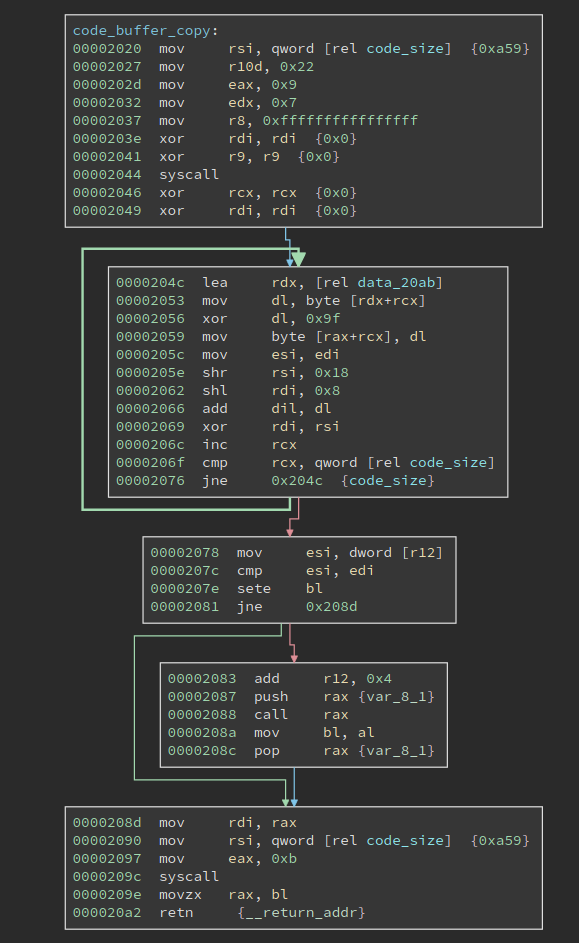 code_buffer_copy:
00002020 mov rsi, qword [rel code_size] {0xa59}
00002027 mov r10d, 0x22
0000202d mov eax, 0x9
00002032 mov edx, 0x7
00002037 mov r8, 0xffffffffffffffff
0000203e xor rdi, rdi {0x0}
00002041 xor r9, r9 {0x0}
00002044 syscall
00002046 xor rcx, rcx {0x0}
00002049 xor rdi, rdi {0x0}
0000204c lea rdx, [rel data_20ab]
00002053 mov dl, byte [rdx+rcx]
00002056 xor dl, 0x9f
00002059 mov byte [rax+rcx], dl
0000205c mov esi, edi
0000205e shr rsi, 0x18
00002062 shl rdi, 0x8
00002066 add dil, dl
00002069 xor rdi, rsi
0000206c inc rcx
0000206f cmp rcx, qword [rel code_size]
00002076 jne 0x204c {code_size}
00002078 mov esi, dword [r12]
0000207c cmp esi, edi
0000207e sete bl
00002081 jne 0x208d
00002083 add r12, 0x4
00002087 push rax {var_8_1}
00002088 call rax
0000208a mov bl, al
0000208c pop rax {var_8_1}
0000208d mov rdi, rax
00002090 mov rsi, qword [rel code_size] {0xa59}
00002097 mov eax, 0xb
0000209c syscall
0000209e movzx rax, bl
000020a2 retn {__return_addr}